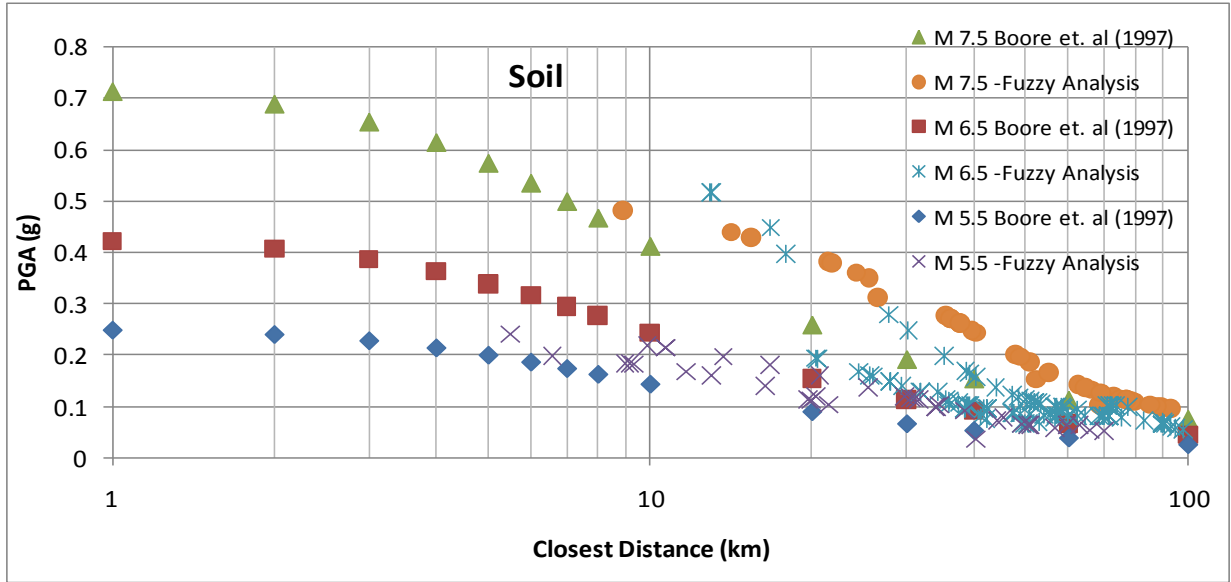 Soil
M 7.5 Boore et. al (1997)
M 7.5 -Fuzzy Analysis
M 6.5 Boore et. al (1997)
M 6.5 -Fuzzy Analysis
M 5.5 Boore et. al (1997)
M 5.5 -Fuzzy Analysis
PGA (g)
0.8
0.7
0.6
0.5
0.4
0.3
0.2
0.1
0
1 10 100
Closest Distance (km)